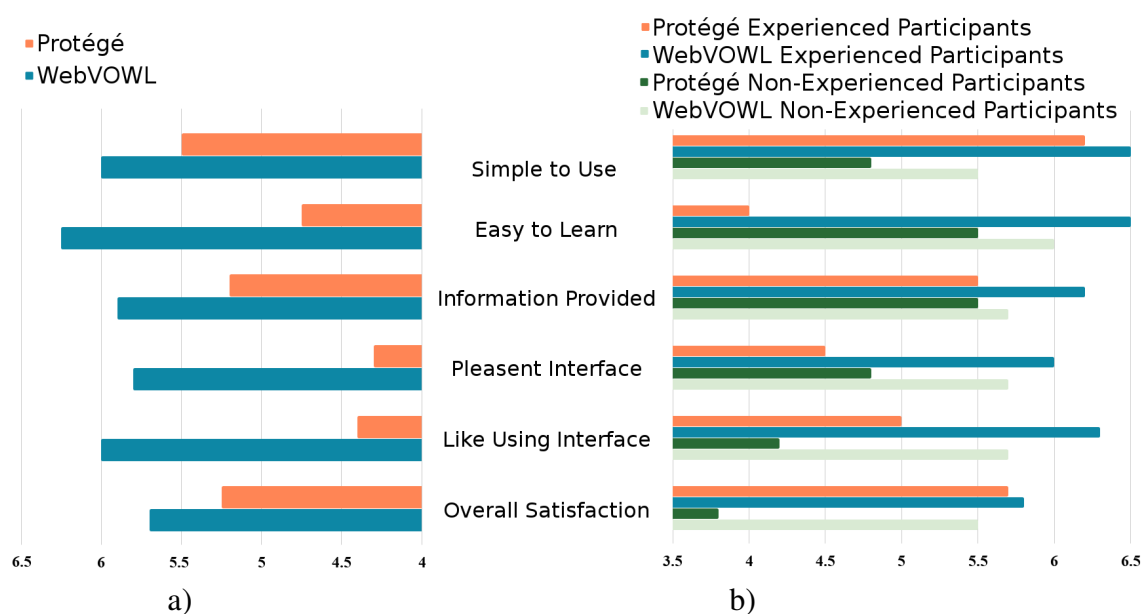 Protégé
WebVOWL
Protégé Experienced Participants
WebVOWL Experienced Participants
Protégé Non-Experienced Participants
WebVOWL Non-Experienced Participants
Simple to Use
Easy to Learn
Information Provided
Pleasent Interface
Like Using Interface
Overall Satisfaction
6.5 6 5.5 5 4.5 4
3.5 4 4.5 5 5.5 6 6.5
a)
b)